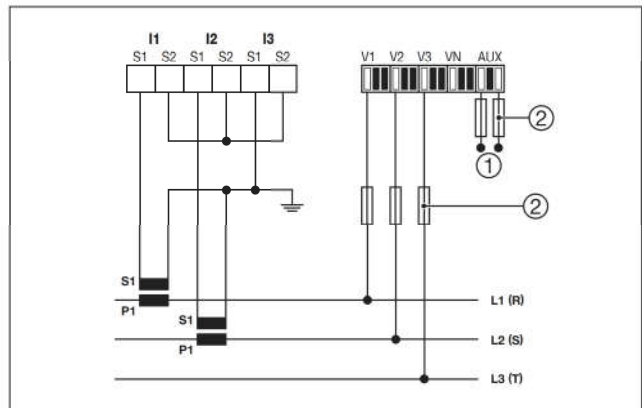 I1 I2 I3
S1 S2 S1 S2 S1 S2
V1 V2 V3 VN AUX
2
1
2
S1
P1
L1 (R)
S1
P1
L2 (S)
L3 (T)